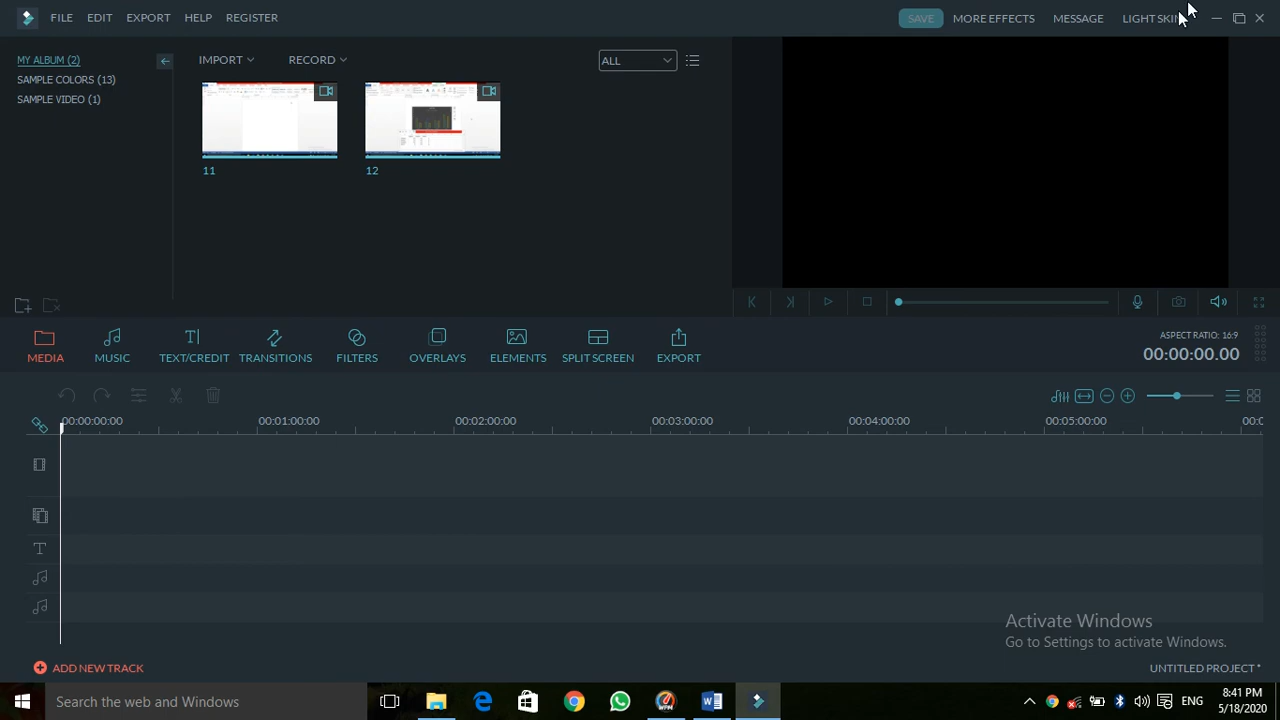 FILE EDIT EXPORT HELP REGISTER SAVE MORE EFFECTS MESSAGE LIGHT SKIN
MY ALBUM (2)
SAMPLE COLORS (13)
SAMPLE VIDEO (1)
IMPORT RECORD ALL
11 12
MEDIA MUSIC TEXT/CREDIT TRANSITIONS FILTERS OVERLAYS ELEMENTS SPLIT SCREEN EXPORT
ASPECT RATIO: 16:9
00:00:00.00
00:00:00:00 00:01:00:00 00:02:00:00 00:03:00:00 00:04:00:00 00:05:00:00
Activate Windows
Go to Settings to activate Windows.
ADD NEW TRACK UNTITLED PROJECT *
Search the web and Windows
ENG
8:41 PM
5/18/2020